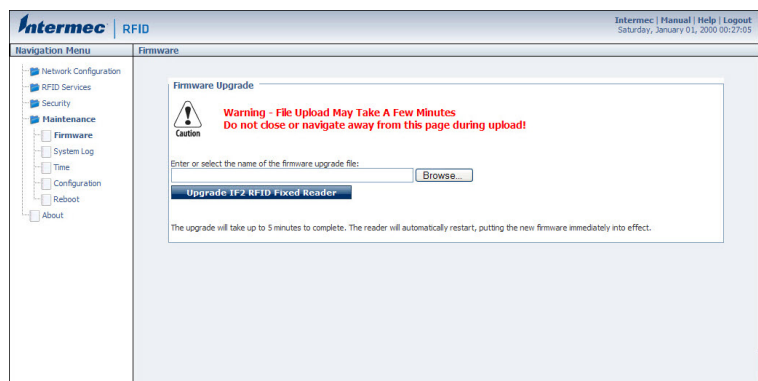 Intermec | RFID
Intermec | Manual | Help | Logout
Saturday, January 01, 2000 00:27:05
Navigation Menu
Firmware
Network Configuration
RFID Services
Security
Maintenance
Firmware
System Log
Time
Configuration
Reboot
About
Firmware Upgrade
Caution
Warning - File Upload May Take A Few Minutes
Do not close or navigate away from this page during upload!
Enter or select the name of the firmware upgrade file:
Browse...
Upgrade IF2 RFID Fixed Reader
The upgrade will take up to 5 minutes to complete. The reader will automatically restart, putting the new firmware immediately into effect.